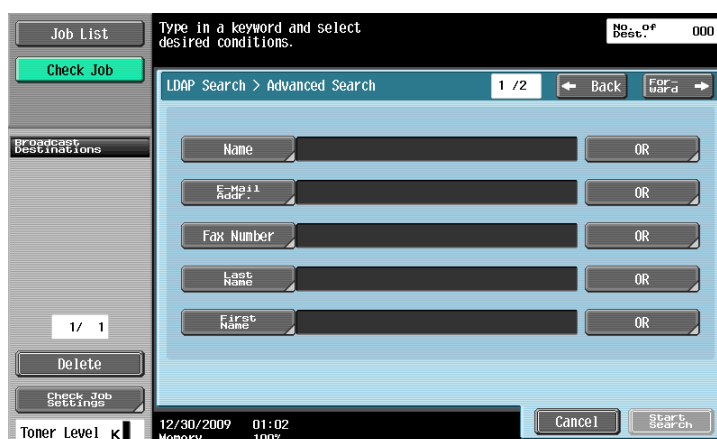 Job List
Type in a keyword and select
desired conditions.
No. of
Dest.
000
Check Job
LDAP Search > Advanced Search
1 /2
Back
For-
ward
Broadcast
Destinations
Name
OR
E-Mail
Addr.
OR
Fax Number
OR
Last
Name
OR
First
Name
OR
1/ 1
Delete
Check Job
Settings
Toner Level K
12/30/2009 01:02
Memory 100%
Cancel
Start
Search